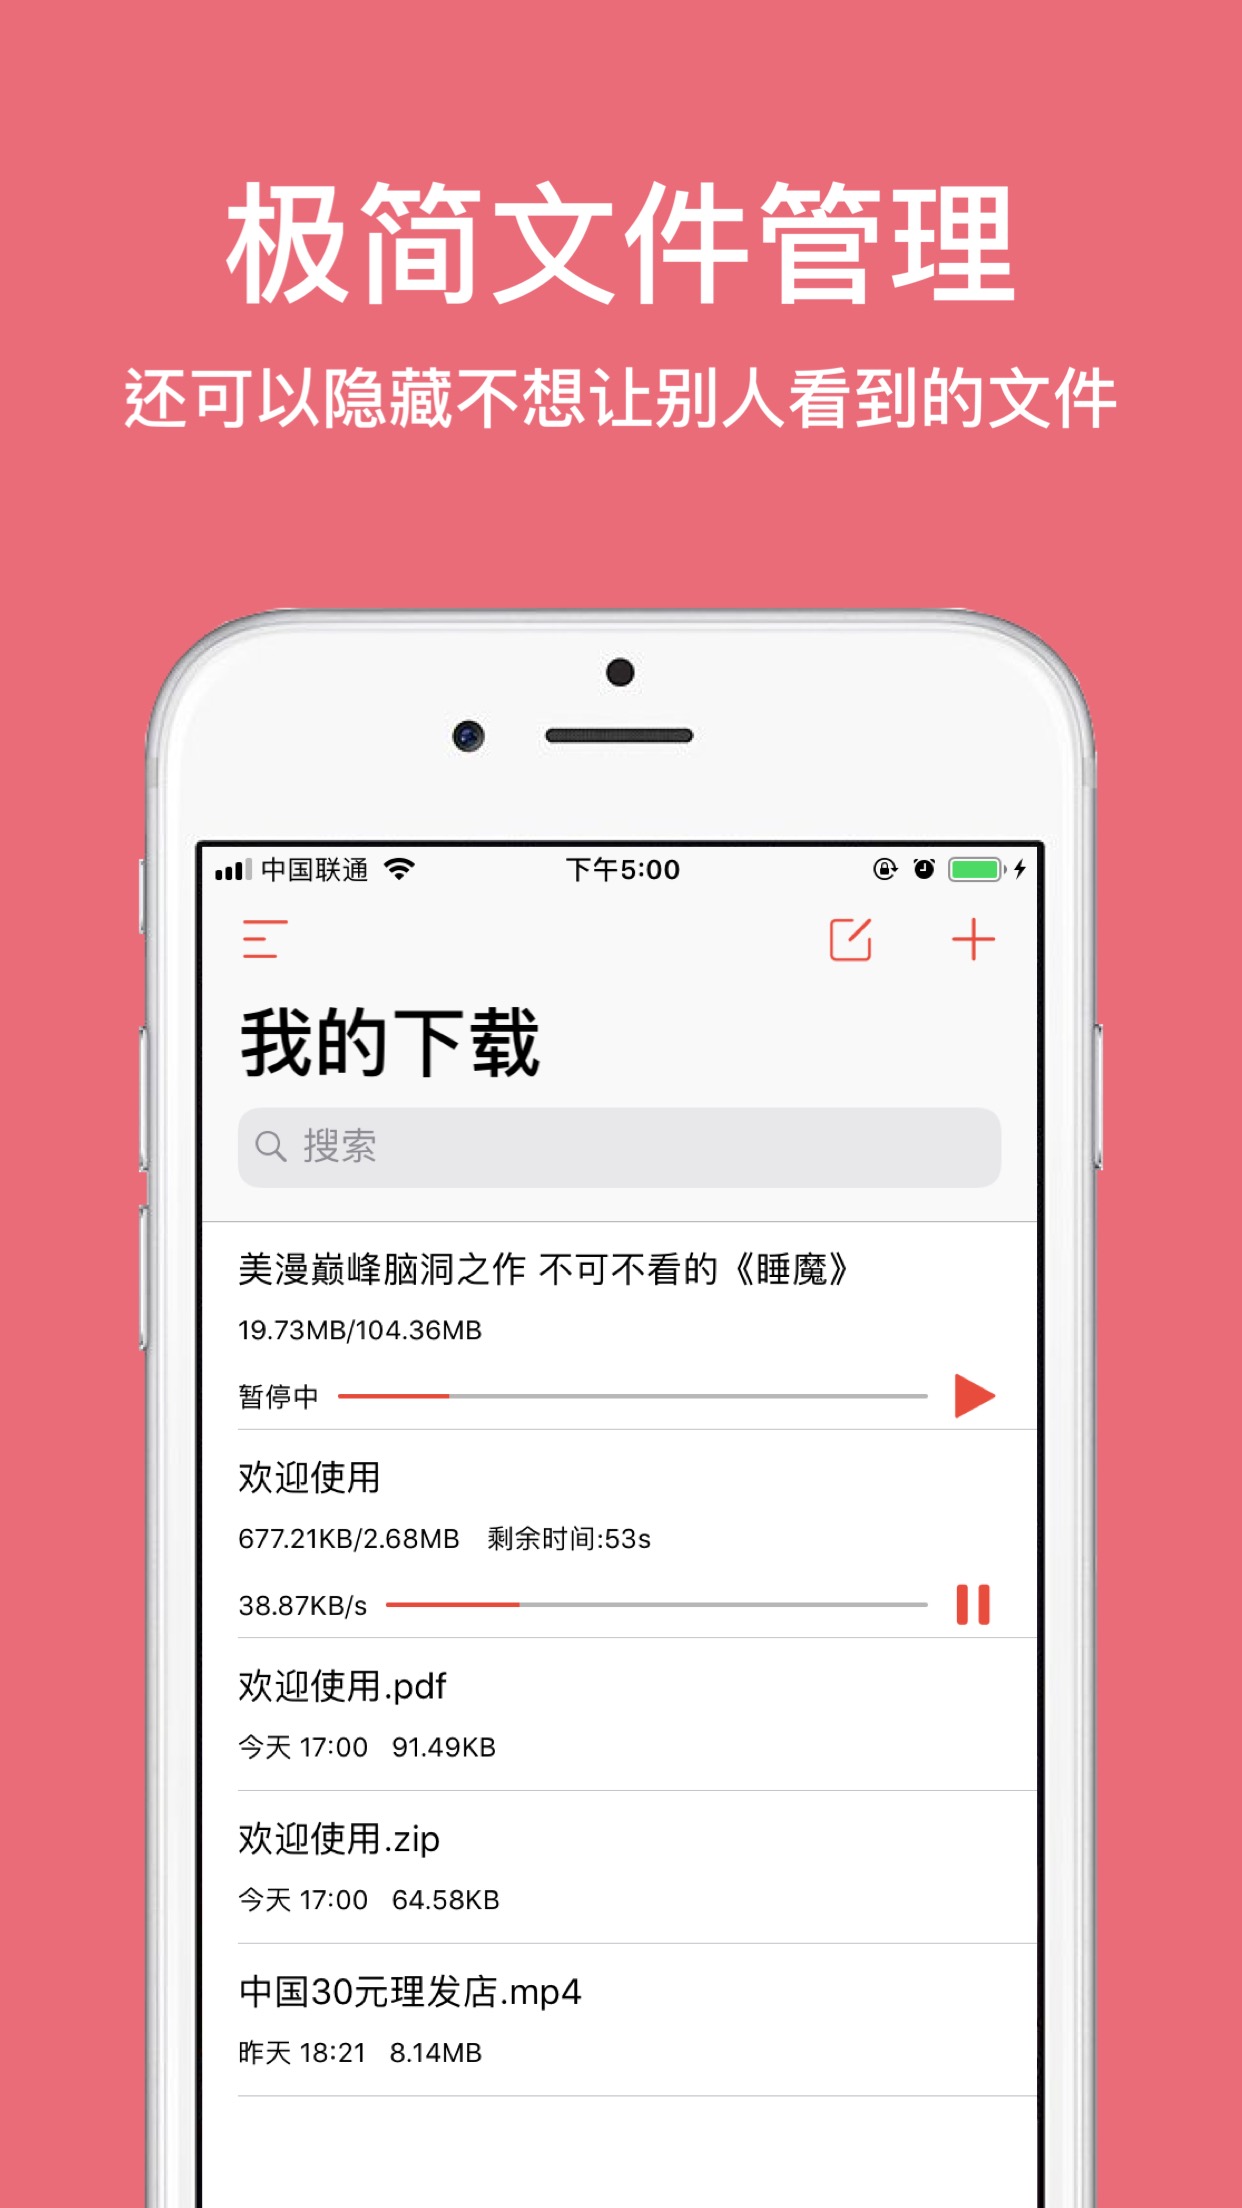 极简文件管理
还可以隐藏不想让别人看到的文件
中国联通 下午5:00
我的下载
搜索
美漫巅峰脑洞之作 不可不看的《睡魔》
19.73MB/104.36MB
暂停中
欢迎使用
677.21KB/2.68MB 剩余时间:53s
38.87KB/s
欢迎使用.pdf
今天 17:00 91.49KB
欢迎使用.zip
今天 17:00 64.58KB
中国30元理发店.mp4
昨天 18:21 8.14MB